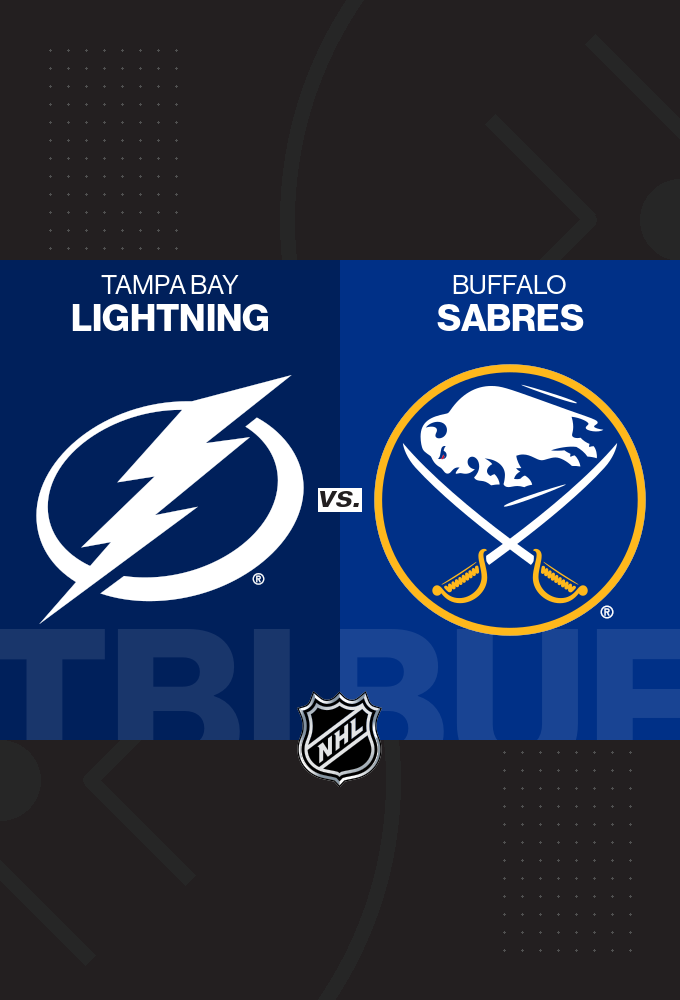 TAMPA BAY
LIGHTNING
BUFFALO
SABRES
vs.
®
®
TBL
BUF
NHL